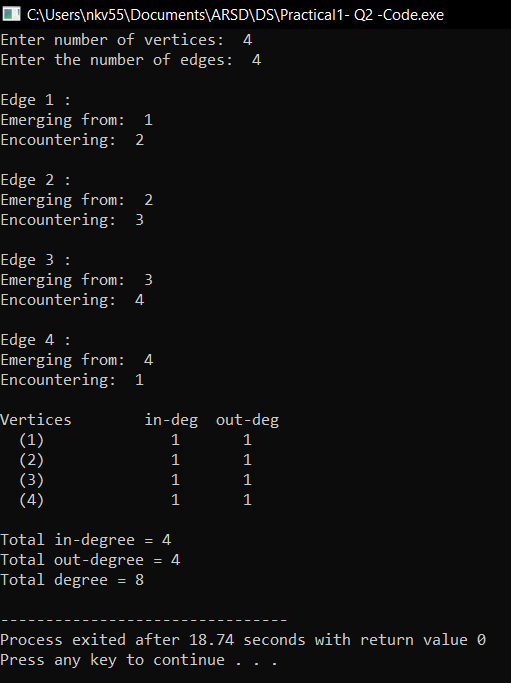 C:\Users\nkv55\Documents\ARSD\DS\Practical1- Q2 -Code.exe
Enter number of vertices:  4
Enter the number of edges:  4
Edge 1 :
Emerging from:  1
Encountering:  2
Edge 2 :
Emerging from:  2
Encountering:  3
Edge 3 :
Emerging from:  3
Encountering:  4
Edge 4 :
Emerging from:  4
Encountering:  1
Vertices        in-deg  out-deg
  (1)              1       1
  (2)              1       1
  (3)              1       1
  (4)              1       1
Total in-degree = 4
Total out-degree = 4
Total degree = 8
--------------------------------
Process exited after 18.74 seconds with return value 0
Press any key to continue . . .